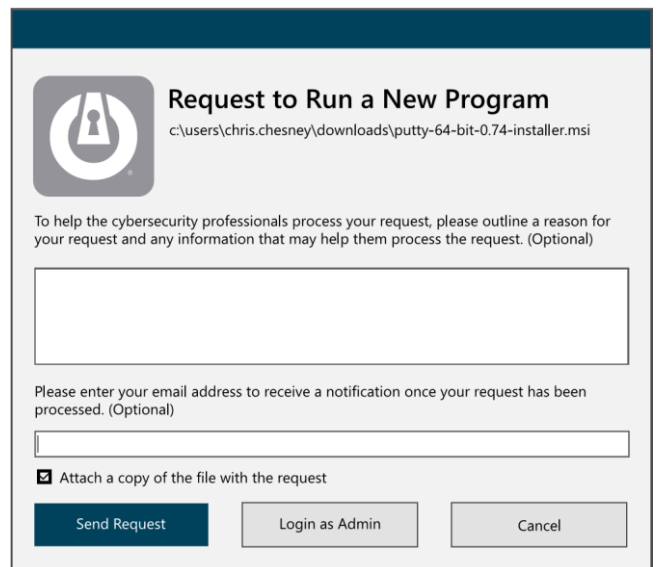 Request to Run a New Program
c:\users\chris.chesney\downloads\putty-64-bit-0.74-installer.msi
To help the cybersecurity professionals process your request, please outline a reason for
your request and any information that may help them process the request. (Optional)
Please enter your email address to receive a notification once your request has been
processed. (Optional)
Attach a copy of the file with the request
Send Request
Login as Admin
Cancel